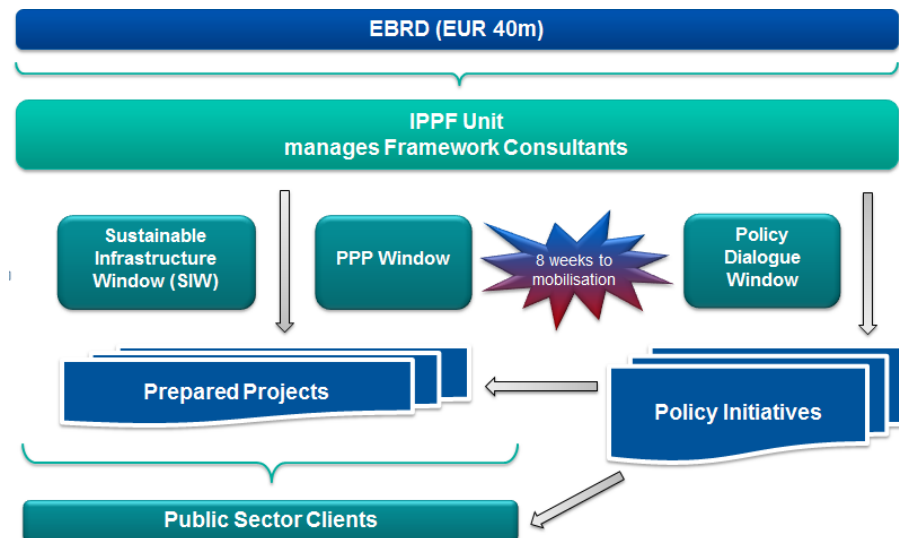 EBRD (EUR 40m)
IPPF Unit
manages Framework Consultants
Sustainable
Infrastructure
Window (SIW)
PPP Window
8 weeks to
mobilisation
Policy
Dialogue
Window
Prepared Projects
Policy Initiatives
Public Sector Clients